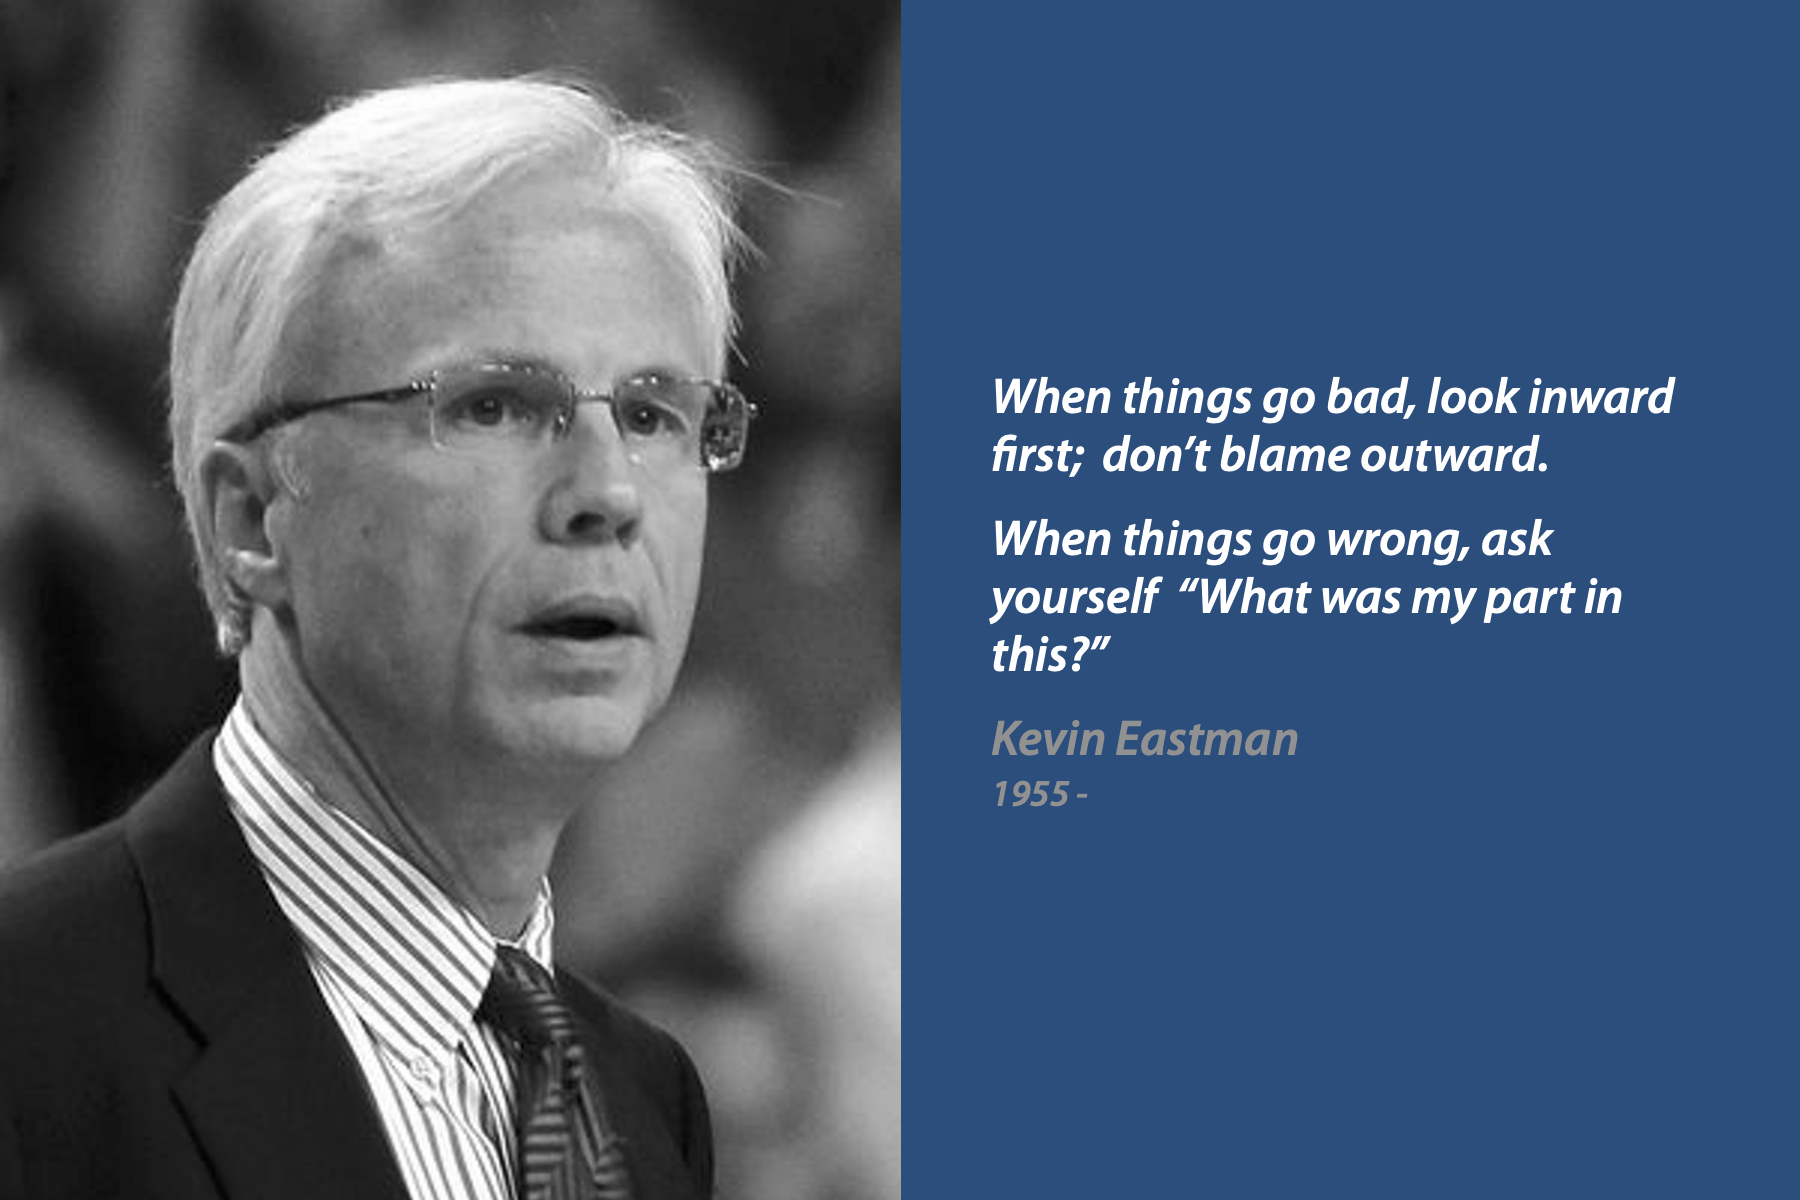 When things go bad, look inward
first;  don’t blame outward.
When things go wrong, ask
yourself  “What was my part in
this?”
Kevin Eastman
1955 -